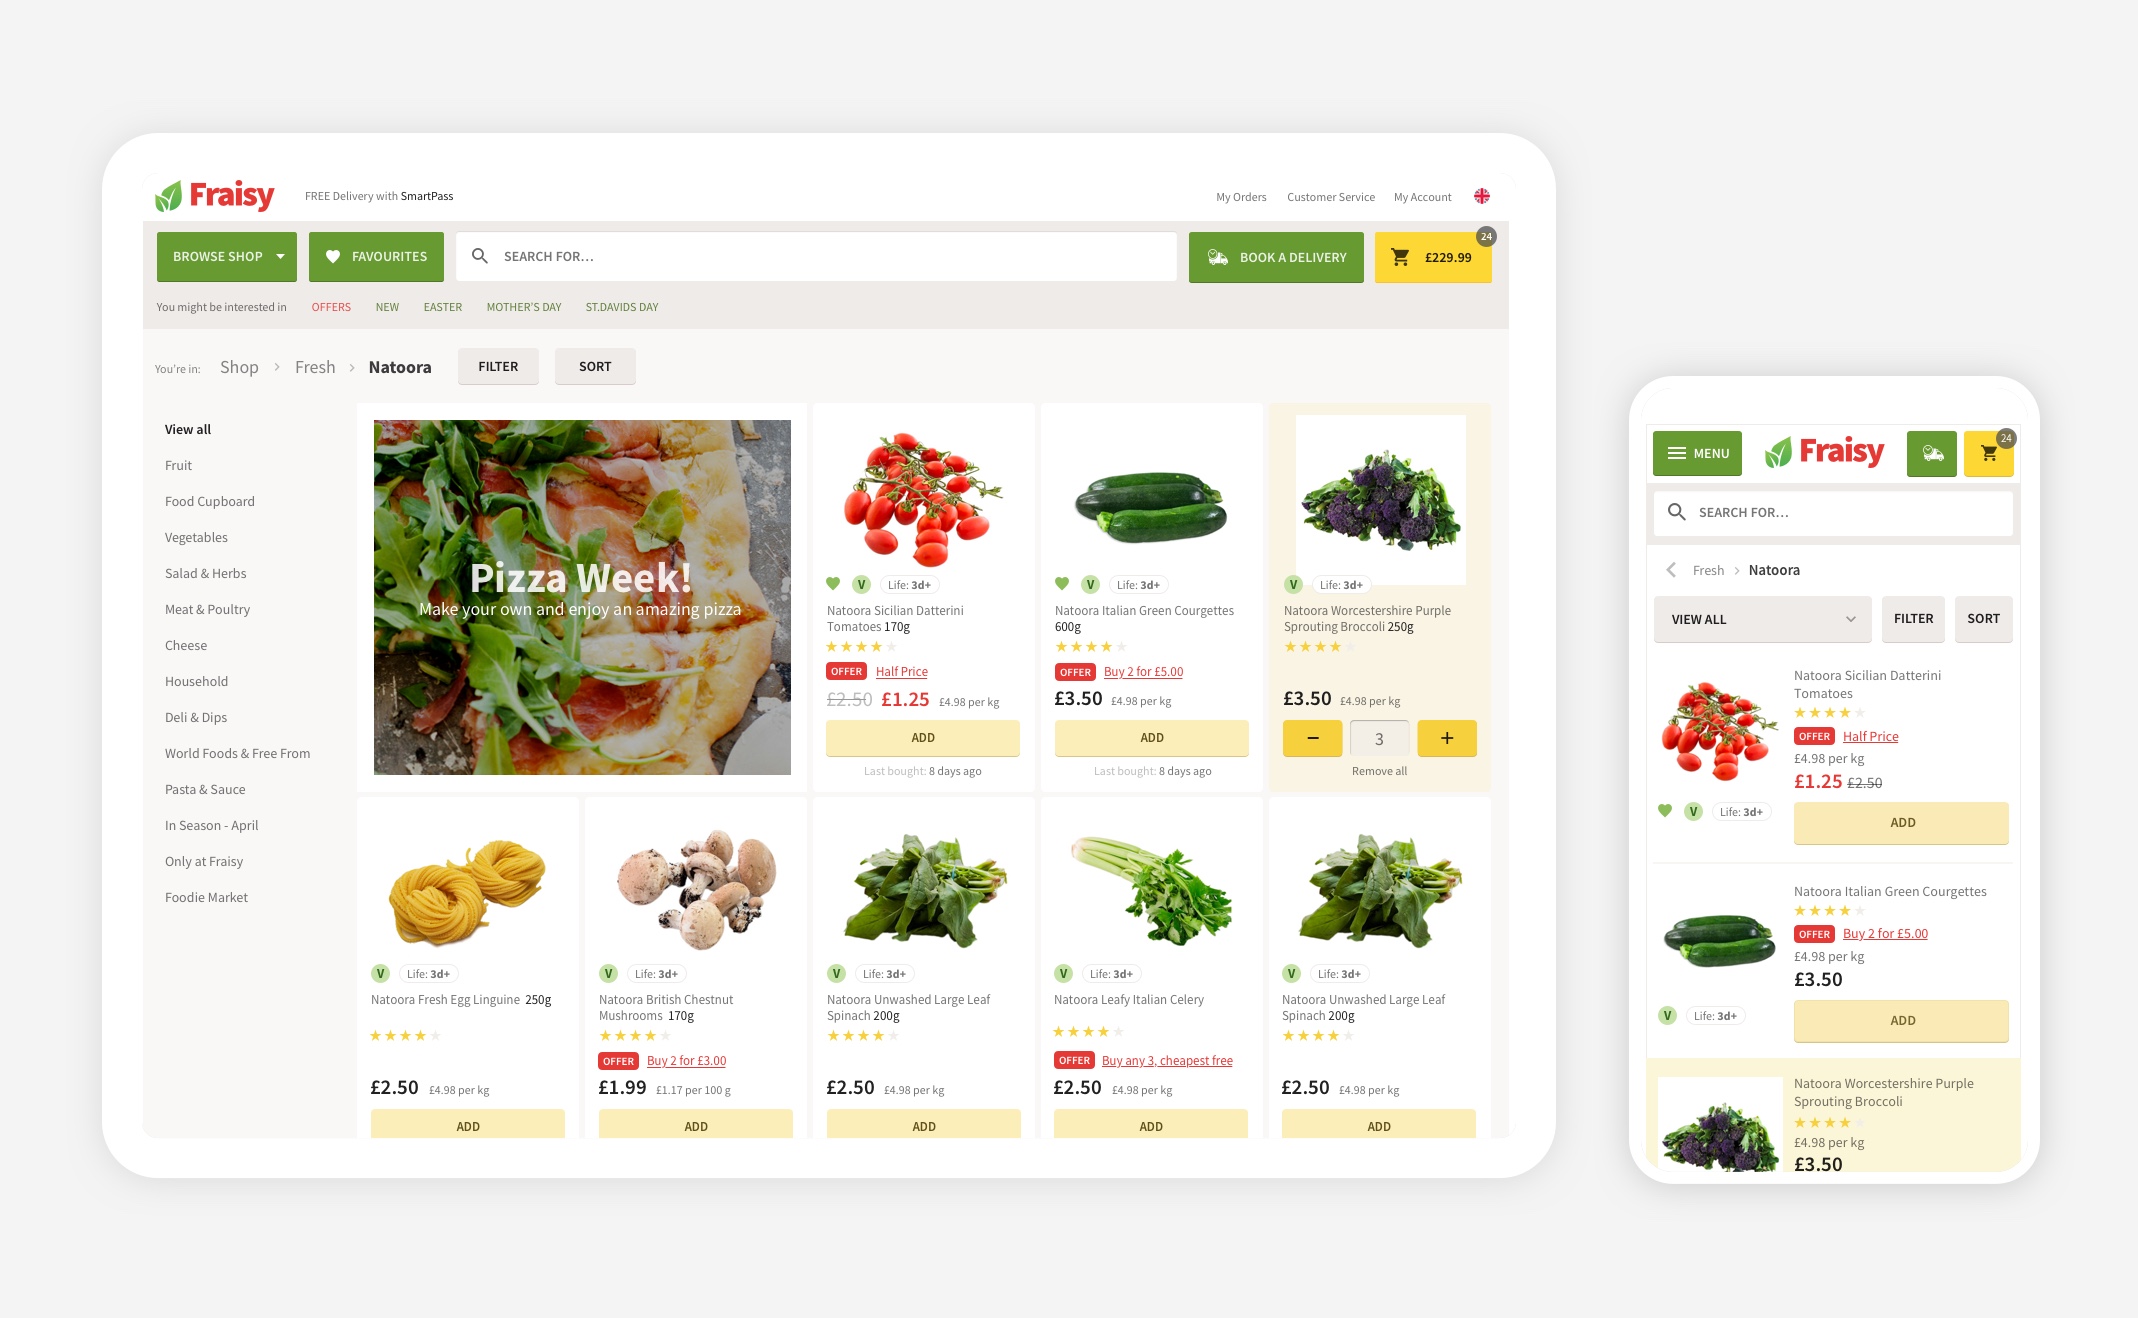 Fraisy
FREE Delivery with SmartPass
My Orders
Customer Service
My Account
BROWSE SHOP
FAVOURITES
SEARCH FOR...
BOOK A DELIVERY
£229.99
24
You might be interested in
OFFERS
NEW
EASTER
MOTHER'S DAY
ST.DAVIDS DAY
You're in:
Shop
Fresh
Natoora
FILTER
SORT
View all
Fruit
Food Cupboard
Vegetables
Salad & Herbs
Meat & Poultry
Cheese
Household
Deli & Dips
World Foods & Free From
Pasta & Sauce
In Season - April
Only at Fraisy
Foodie Market
Pizza Week!
Make your own and enjoy an amazing pizza
V
Life: 3d+
Natoora Sicilian Datterini
Tomatoes 170g
OFFER
Half Price
£2.50 £1.25 £4.98 per kg
ADD
Last bought: 8 days ago
V
Life: 3d+
Natoora Italian Green Courgettes
600g
OFFER
Buy 2 for £5.00
£3.50 £4.98 per kg
ADD
Last bought: 8 days ago
V
Life: 3d+
Natoora Worcestershire Purple
Sprouting Broccoli 250g
£3.50 £4.98 per kg
− 3 +
Remove all
V
Life: 3d+
Natoora Fresh Egg Linguine 250g
£2.50 £4.98 per kg
ADD
V
Life: 3d+
Natoora British Chestnut
Mushrooms 170g
OFFER
Buy 2 for £3.00
£1.99 £1.17 per 100 g
ADD
V
Life: 3d+
Natoora Unwashed Large Leaf
Spinach 200g
£2.50 £4.98 per kg
ADD
V
Life: 3d+
Natoora Leafy Italian Celery
OFFER
Buy any 3, cheapest free
£2.50 £4.98 per kg
ADD
V
Life: 3d+
Natoora Unwashed Large Leaf
Spinach 200g
£2.50 £4.98 per kg
ADD
MENU
Fraisy
24
SEARCH FOR...
Fresh
Natoora
VIEW ALL
FILTER
SORT
Natoora Sicilian Datterini
Tomatoes
OFFER
Half Price
£4.98 per kg
£1.25 £2.50
V
Life: 3d+
ADD
Natoora Italian Green Courgettes
OFFER
Buy 2 for £5.00
£4.98 per kg
£3.50
V
Life: 3d+
ADD
Natoora Worcestershire Purple
Sprouting Broccoli
£4.98 per kg
£3.50